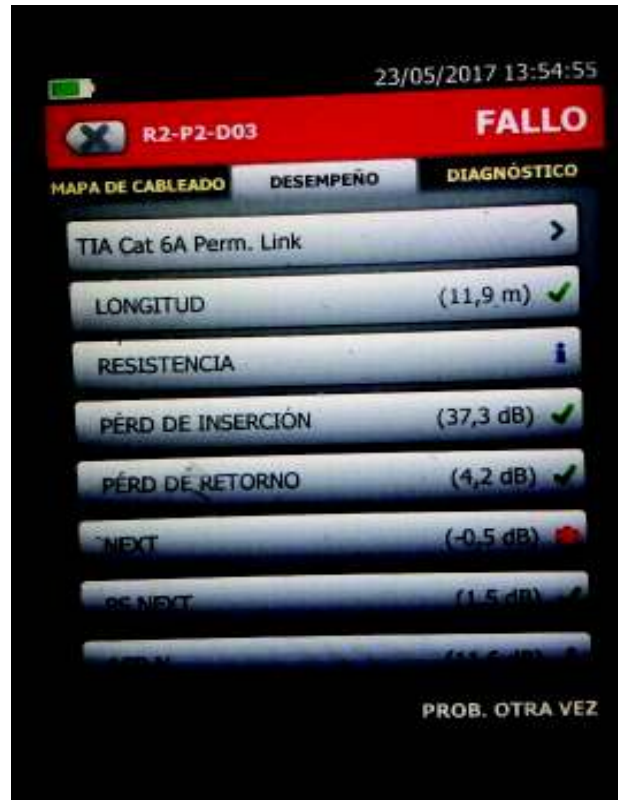 23/05/2017 13:54:55
R2-P2-D03 FALLO
MAPA DE CABLEADO DESEMPEÑO DIAGNÓSTICO
TIA Cat 6A Perm. Link
LONGITUD (11,9 m)
RESISTENCIA i
PÉRD DE INSERCIÓN (37,3 dB)
PÉRD DE RETORNO (4,2 dB)
NEXT (-0,5 dB)
PS NEXT (1,5 dB)
PROB. OTRA VEZ